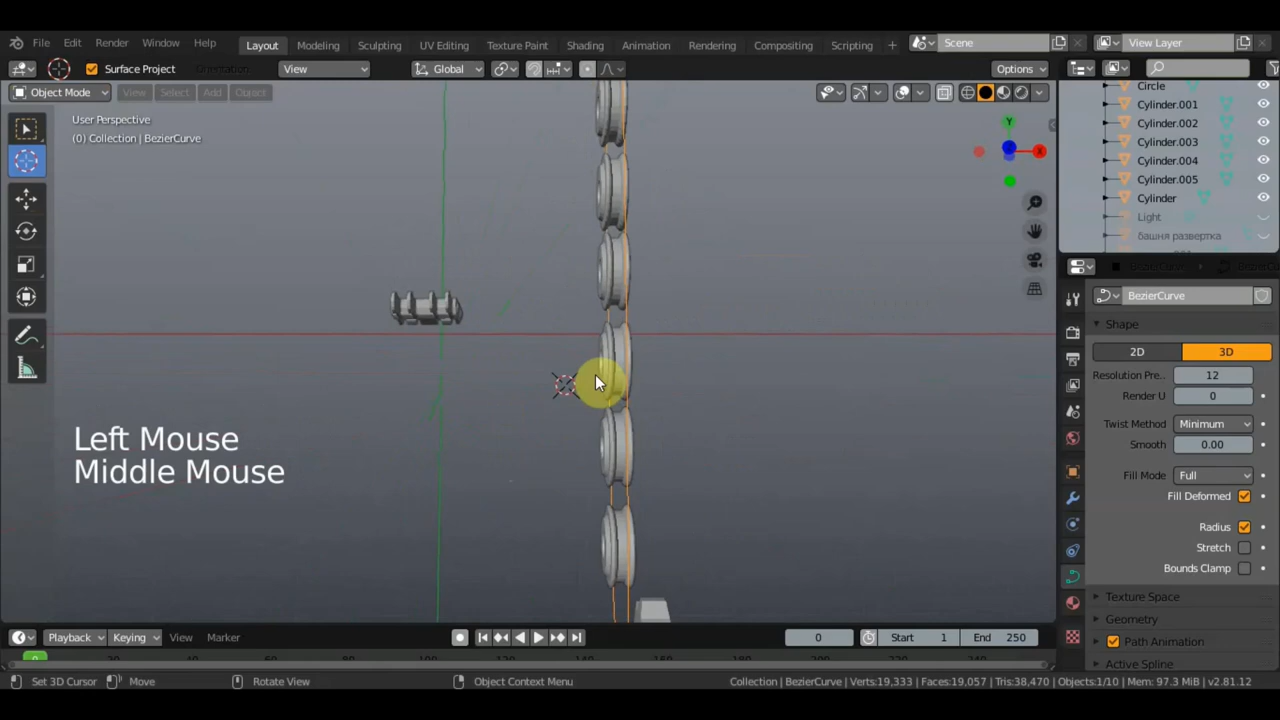 File Edit Render Window Help Layout Modeling Sculpting UV Editing Texture Paint Shading Animation Rendering Compositing Scripting + Scene View Layer
Surface Project Orientation View Global Options
Object Mode View Select Add Object
User Perspective
(0) Collection | BezierCurve
Y
X
Circle
Cylinder.001
Cylinder.002
Cylinder.003
Cylinder.004
Cylinder.005
Cylinder
Light
башня развертка
BezierCurve
BezierCurve
Shape
2D 3D
Resolution Pre.. 12
Render U 0
Twist Method Minimum
Smooth 0.00
Fill Mode Full
Fill Deformed
Radius
Stretch
Bounds Clamp
Texture Space
Geometry
Path Animation
Active Spline
Left Mouse
Middle Mouse
Playback Keying View Marker 0 Start 1 End 250
0
Set 3D Cursor Move Rotate View Object Context Menu Collection | BezierCurve | Verts:19,333 | Faces:19,057 | Tris:38,470 | Objects:1/10 | Mem: 97.3 MiB | v2.81.12